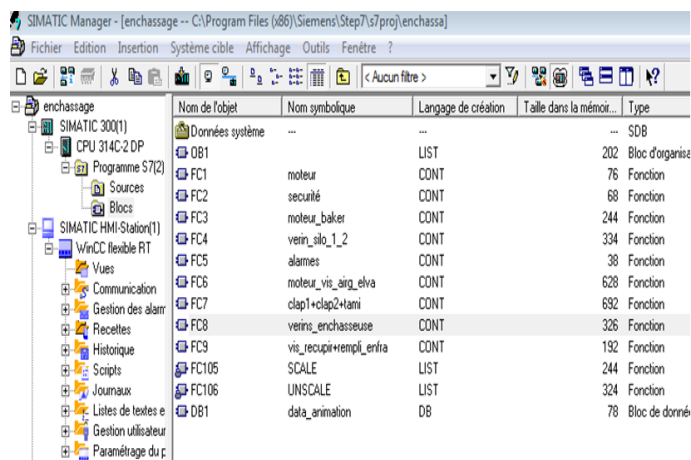 SIMATIC Manager - [enchassage -- C:\Program Files (x86)\Siemens\Step7\s7proj\enchassa]
Fichier Edition Insertion Système cible Affichage Outils Fenêtre ?
< Aucun filtre >
enchassage
SIMATIC 300(1)
CPU 314C-2 DP
Programme S7(2)
Sources
Blocs
SIMATIC HMI-Station(1)
WinCC flexible RT
Vues
Communication
Gestion des alarm
Recettes
Historique
Scripts
Journaux
Listes de textes e
Gestion utilisateur
Paramétrage du p
Nom de l'objet Nom symbolique Langage de création Taille dans la mémoir... Type
Données système --- --- --- SDB
OB1 LIST 202 Bloc d'organisa
FC1 moteur CONT 76 Fonction
FC2 securité CONT 68 Fonction
FC3 moteur_baker CONT 244 Fonction
FC4 verin_silo_1_2 CONT 334 Fonction
FC5 alarmes CONT 38 Fonction
FC6 moteur_vis_airg_elva CONT 628 Fonction
FC7 clap1+clap2+tami CONT 692 Fonction
FC8 verins_enchasseuse CONT 326 Fonction
FC9 vis_recupir+rempli_enfra CONT 192 Fonction
FC105 SCALE LIST 244 Fonction
FC106 UNSCALE LIST 324 Fonction
DB1 data_animation DB 78 Bloc de donné